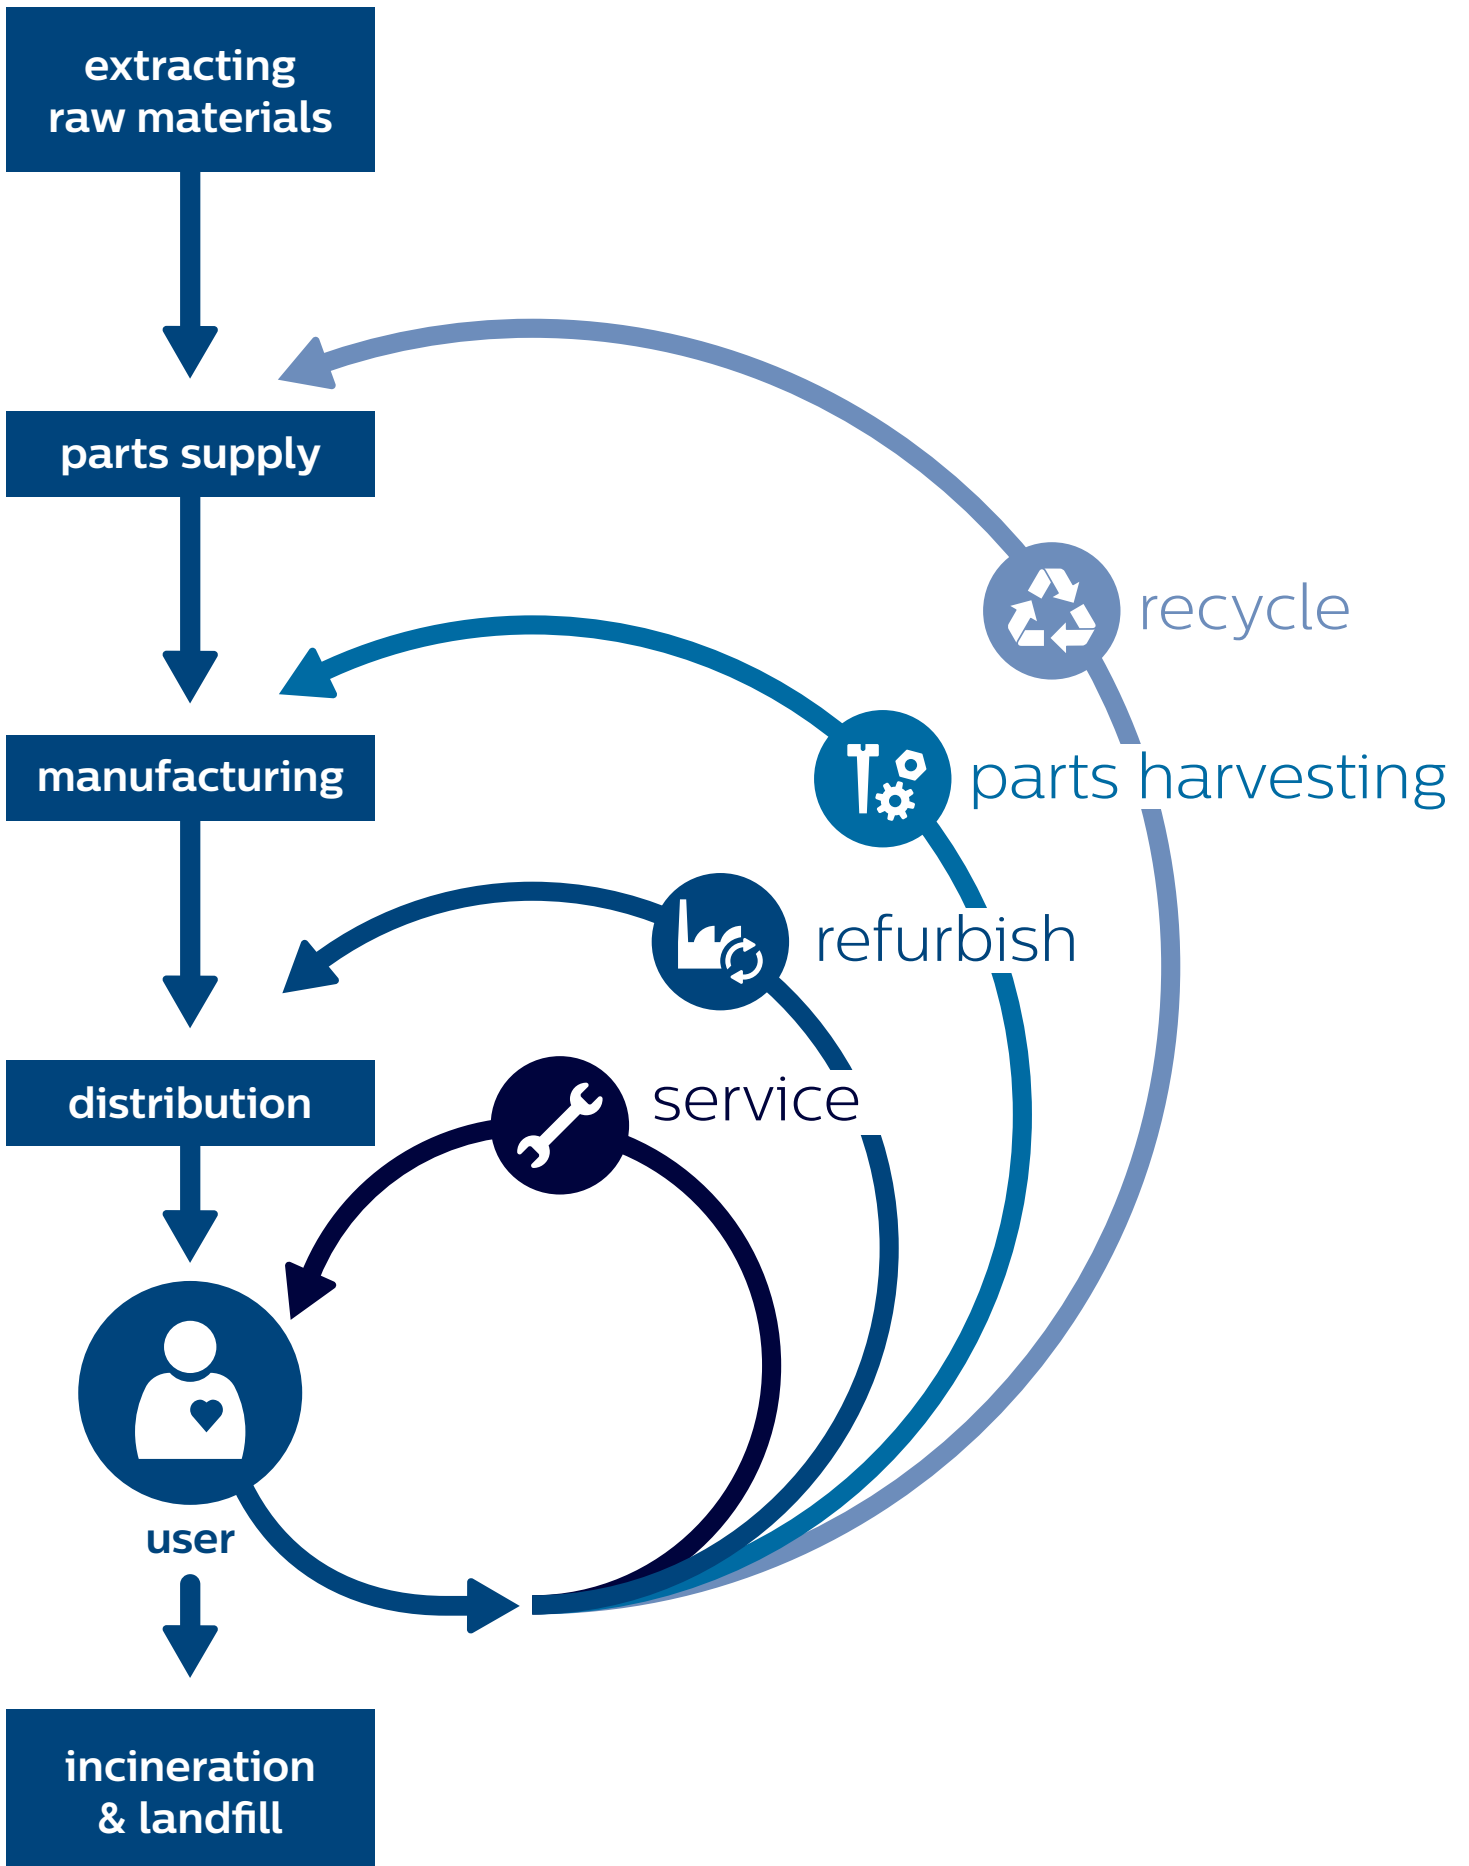 extracting
raw materials
parts supply
recycle
manufacturing
parts harvesting
refurbish
distribution
service
user
incineration
& landfill